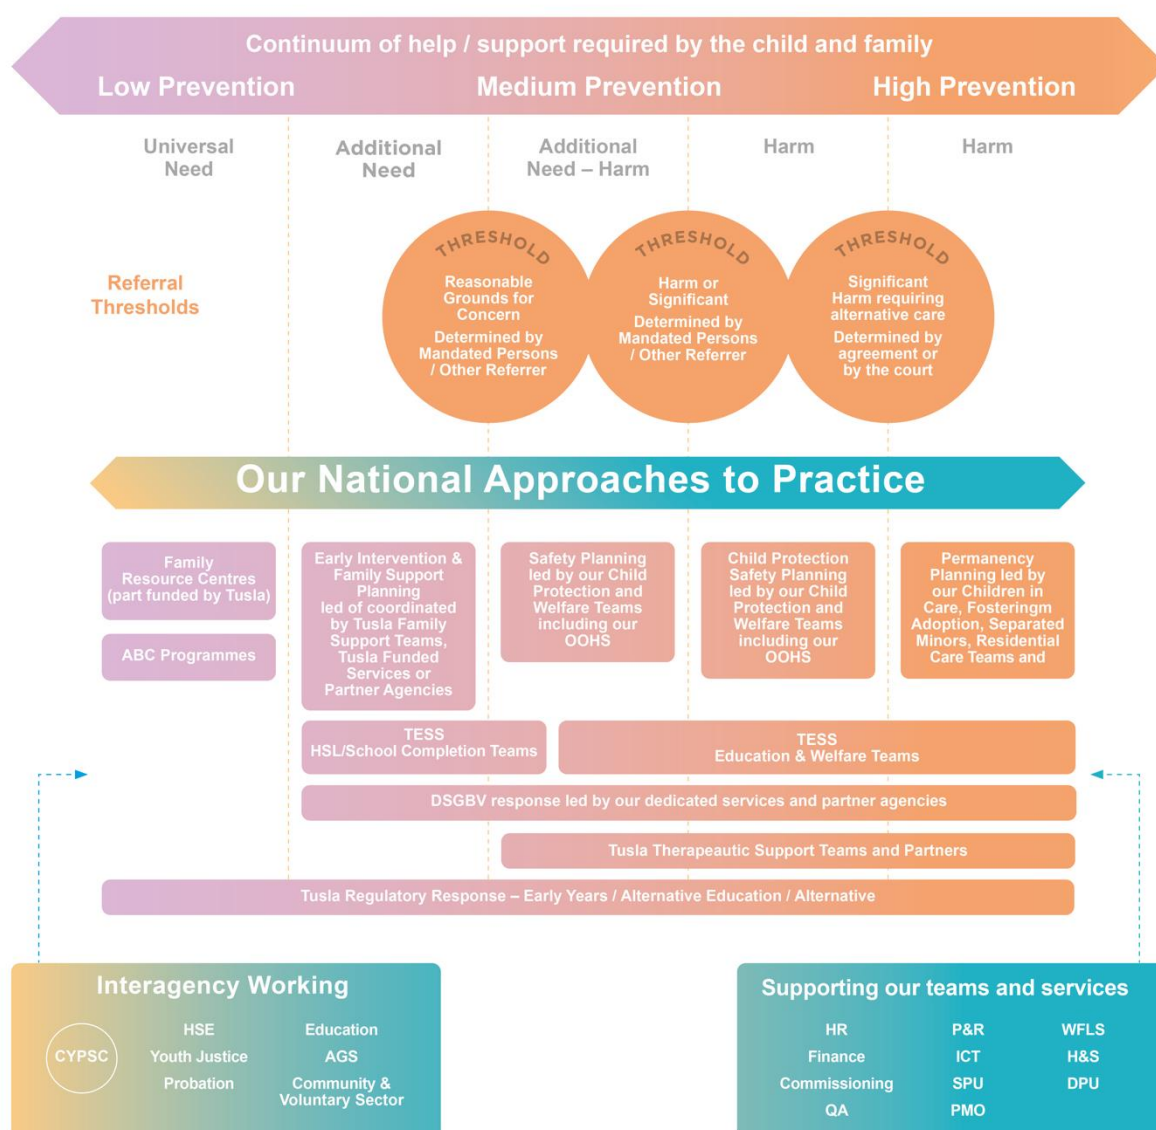 Continuum of help / support required by the child and family
Low Prevention
Medium Prevention
High Prevention
Universal
Need
Additional
Need
Additional
Need – Harm
Harm
Harm
Referral
Thresholds
THRESHOLD
Reasonable
Grounds for
Concern
Determined by
Mandated Persons
/ Other Referrer
THRESHOLD
Harm or
Significant
Determined by
Mandated Persons
/ Other Referrer
THRESHOLD
Significant
Harm requiring
alternative care
Determined by
agreement or
by the court
Our National Approaches to Practice
Family
Resource Centres
(part funded by Tusla)
ABC Programmes
Early Intervention &
Family Support
Planning
led of coordinated
by Tusla Family
Support Teams,
Tusla Funded
Services or
Partner Agencies
Safety Planning
led by our Child
Protection and
Welfare Teams
including our
OOHS
Child Protection
Safety Planning
led by our Child
Protection and
Welfare Teams
including our
OOHS
Permanency
Planning led by
our Children in
Care, Fosteringm
Adoption, Separated
Minors, Residential
Care Teams and
TESS
HSL/School Completion Teams
TESS
Education & Welfare Teams
DSGBV response led by our dedicated services and partner agencies
Tusla Therapeautic Support Teams and Partners
Tusla Regulatory Response – Early Years / Alternative Education / Alternative
Interagency Working
CYPSC
HSE
Youth Justice
Probation
Education
AGS
Community &
Voluntary Sector
Supporting our teams and services
HR
Finance
Commissioning
QA
P&R
ICT
SPU
PMO
WFLS
H&S
DPU